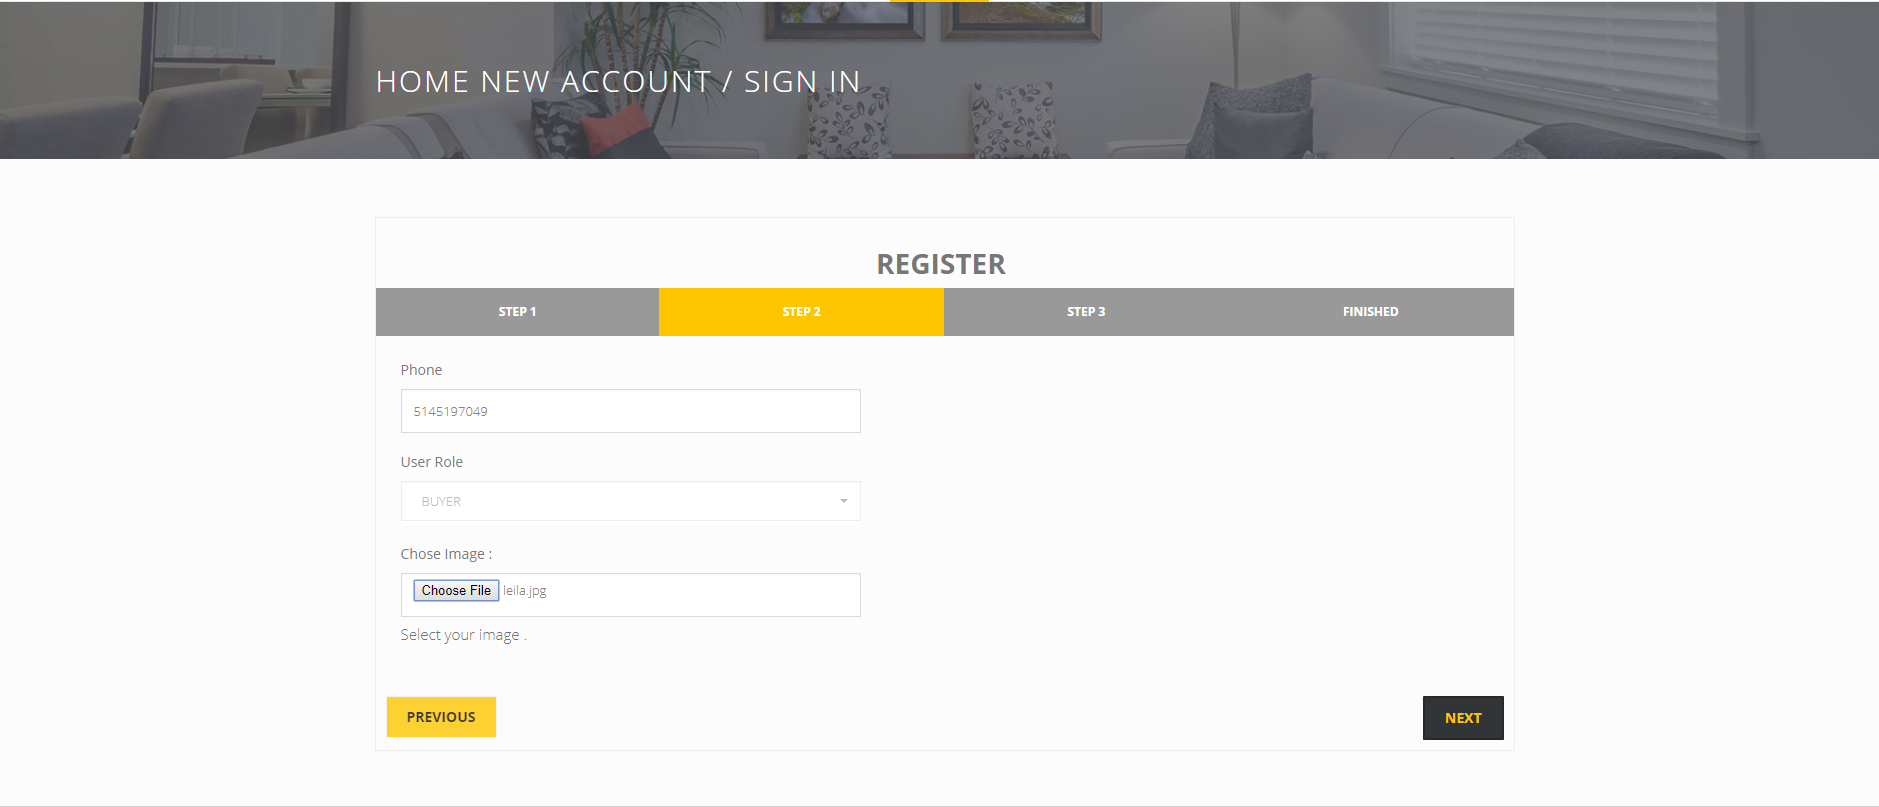 HOME NEW ACCOUNT / SIGN IN
REGISTER
STEP 1
STEP 2
STEP 3
FINISHED
Phone
5145197049
User Role
BUYER
Chose Image :
Choose File leila.jpg
Select your image .
PREVIOUS
NEXT